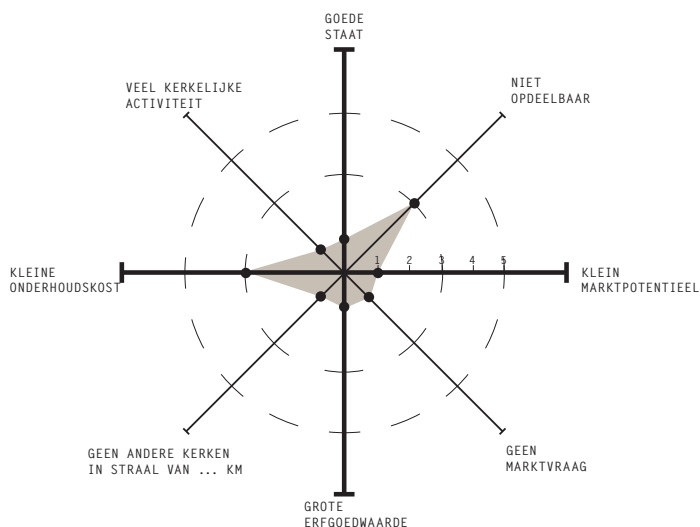 GOEDE
STAAT
NIET
OPDEELBAAR
VEEL KERKELIJKE
ACTIVITEIT
1 2 3 4 5
KLEINE
ONDERHOUDSKOST
KLEIN
MARKTPOTENTIEEL
GEEN ANDERE KERKEN
IN STRAAL VAN ... KM
GEEN
MARKTVRAAG
GROTE
ERFGOEDWAARDE